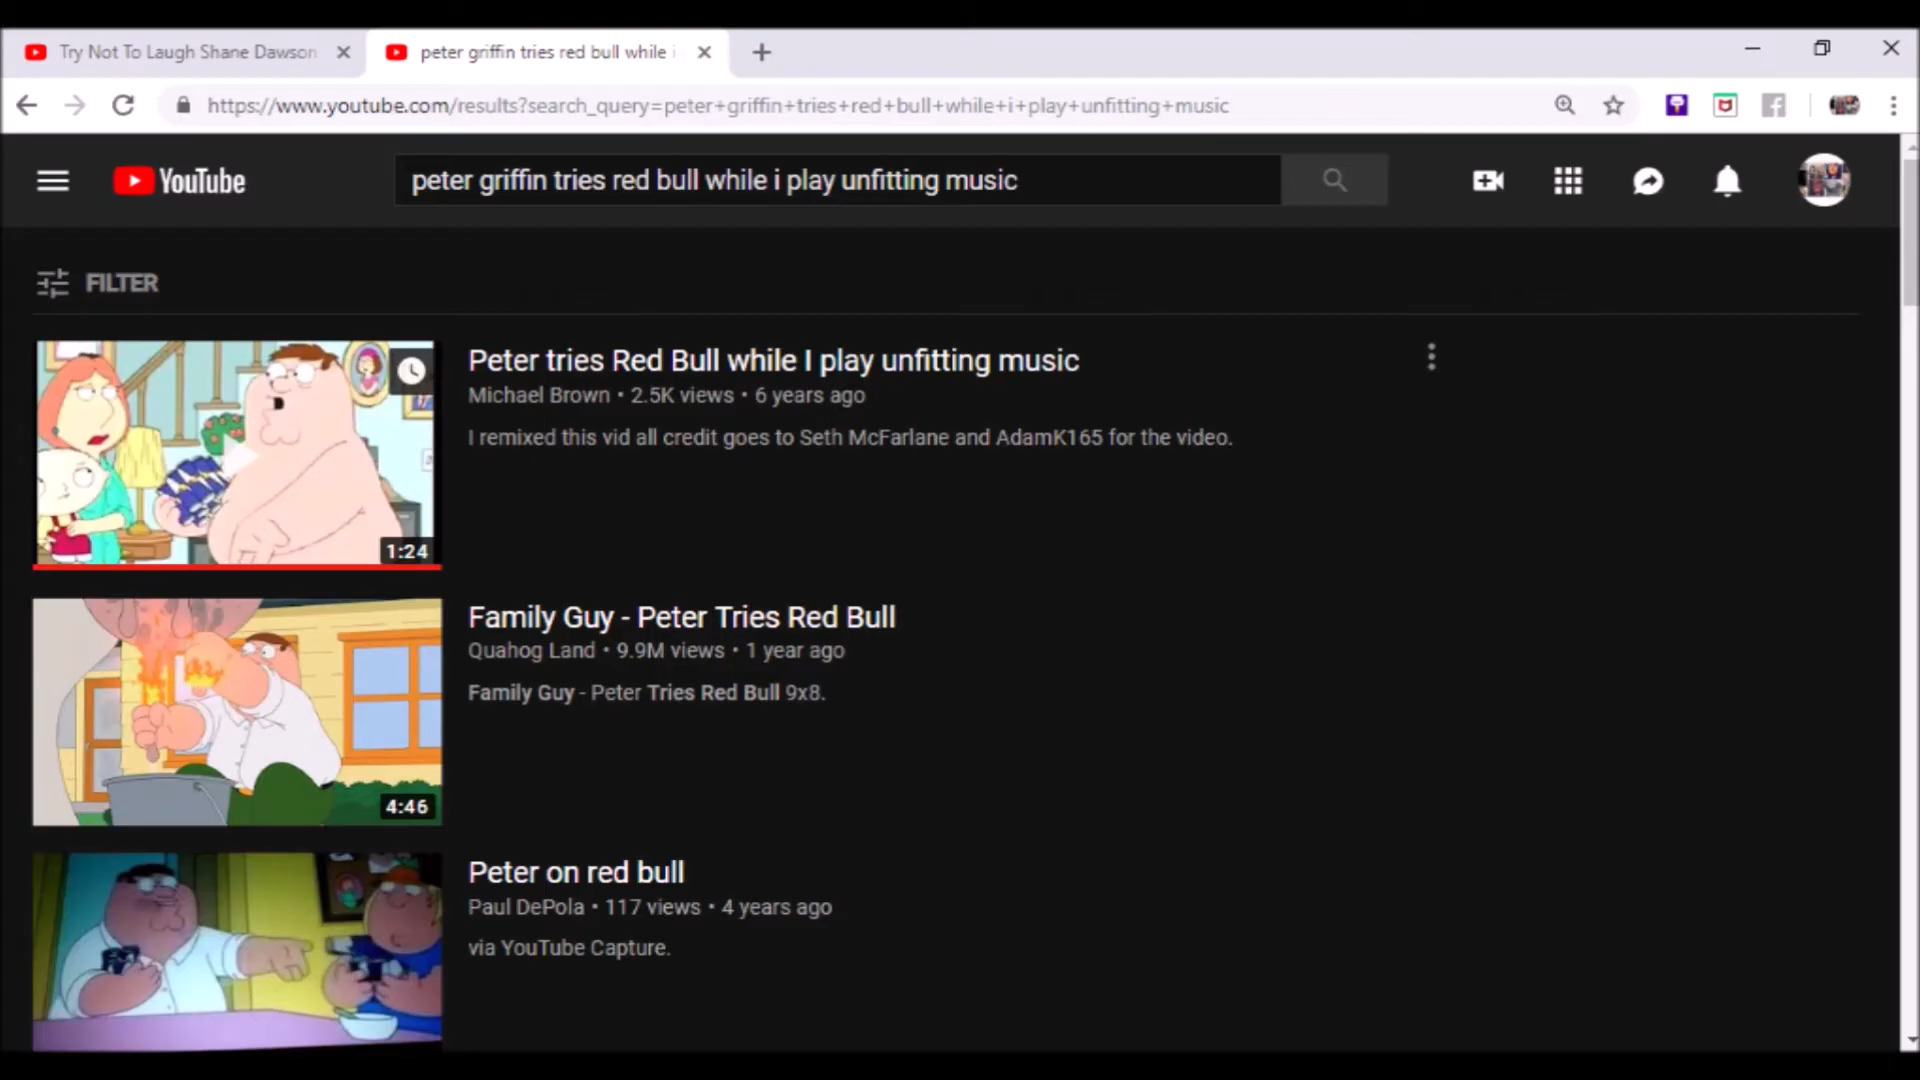 Try Not To Laugh Shane Dawson
peter griffin tries red bull while i
https://www.youtube.com/results?search_query=peter+griffin+tries+red+bull+while+i+play+unfitting+music
YouTube
peter griffin tries red bull while i play unfitting music
FILTER
Peter tries Red Bull while I play unfitting music
Michael Brown • 2.5K views • 6 years ago
I remixed this vid all credit goes to Seth McFarlane and AdamK165 for the video.
1:24
Family Guy - Peter Tries Red Bull
Quahog Land • 9.9M views • 1 year ago
Family Guy - Peter Tries Red Bull 9x8.
4:46
Peter on red bull
Paul DePola • 117 views • 4 years ago
via YouTube Capture.